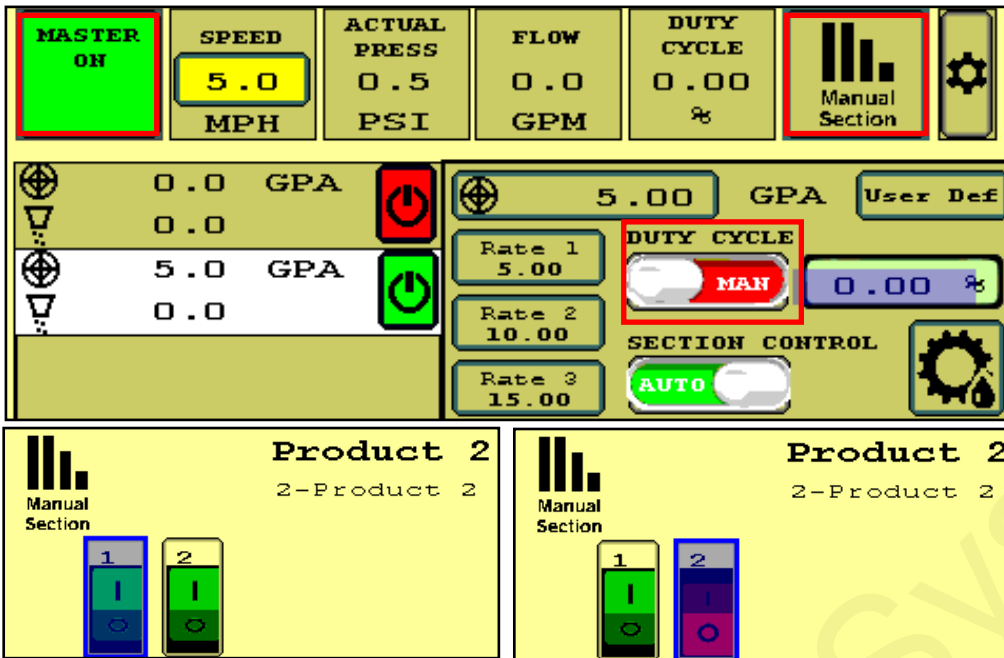 MASTER ON
SPEED
5.0
MPH
ACTUAL PRESS
0.5
PSI
FLOW
0.0
GPM
DUTY CYCLE
0.00
%
Manual Section
0.0 GPA
0.0
5.0 GPA
0.0
5.00 GPA User Def
Rate 1
5.00
Rate 2
10.00
Rate 3
15.00
DUTY CYCLE
MAN
0.00 %
SECTION CONTROL
AUTO
Manual
Section
Product 2
2-Product 2
1 2
I I
O O
Manual
Section
Product 2
2-Product 2
1 2
I I
O O